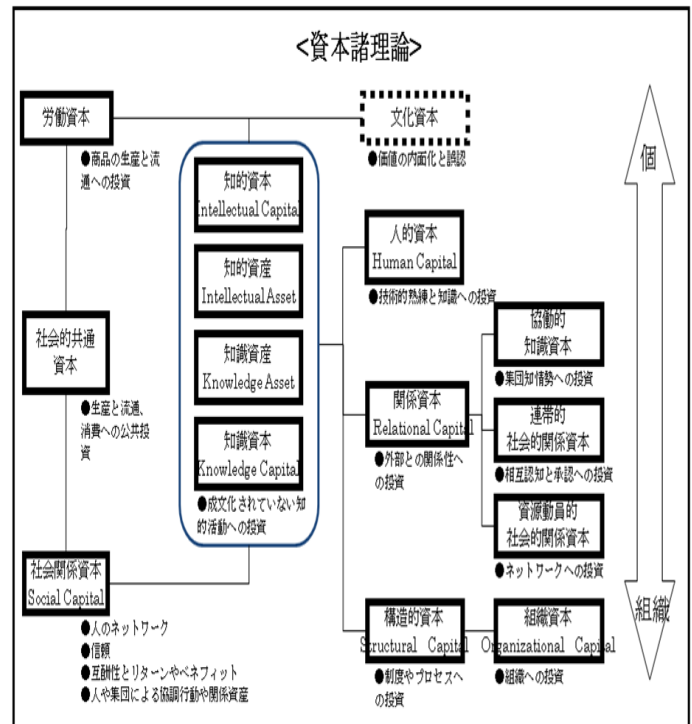 <資本諸理論>
労働資本
●商品の生産と流
通への投資
文化資本
●価値の内面化と誤認
個
知的資本
Intellectual Capital
知的資産
Intellectual Asset
知識資産
Knowledge Asset
知識資本
Knowledge Capital
●成文化されていない知
的活動への投資
人的資本
Human Capital
●技術的熟練と知識への投資
社会的共通
資本
●生産と流通、
消費への公共投
資
関係資本
Relational Capital
●外部との関係性へ
の投資
協働的
知識資本
●集団知情勢への投資
連帯的
社会的関係資本
●相互認知と承認への投資
資源動員的
社会的関係資本
●ネットワークへの投資
社会関係資本
Social Capital
●人のネットワーク
●信頼
●互酬性とリターンやベネフィット
●人や集団による協調行動や関係資産
構造的資本
Structural Capital
●制度やプロセスへ
の投資
組織資本
Organizational Capital
●組織への投資
組織